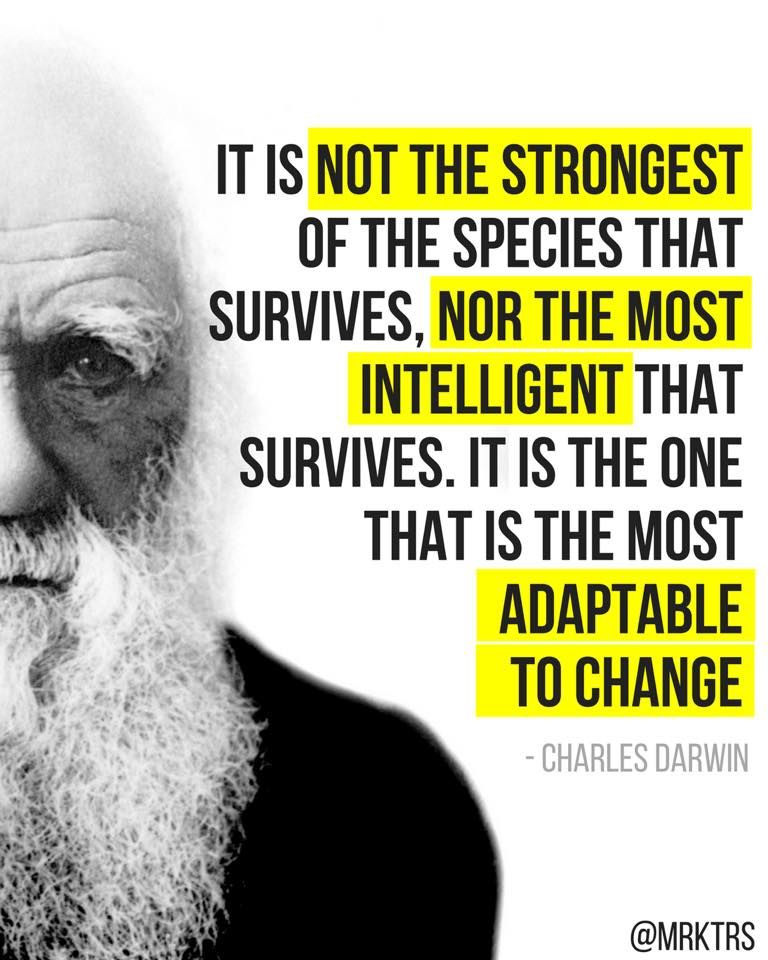 IT IS NOT THE STRONGEST
OF THE SPECIES THAT
SURVIVES, NOR THE MOST
INTELLIGENT THAT
SURVIVES. IT IS THE ONE
THAT IS THE MOST
ADAPTABLE
TO CHANGE
- CHARLES DARWIN
@MRKTRS